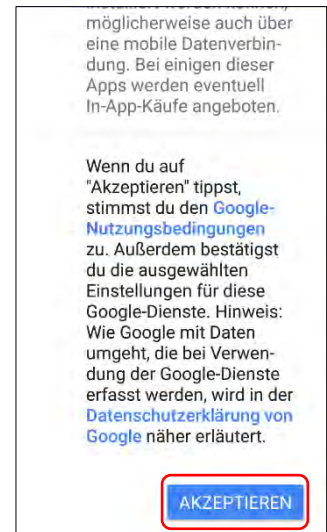 möglicherweise auch über
eine mobile Datenverbin-
dung. Bei einigen dieser
Apps werden eventuell
In-App-Käufe angeboten.
Wenn du auf
"Akzeptieren" tippst,
stimmst du den Google-
Nutzungsbedingungen
zu. Außerdem bestätigst
du die ausgewählten
Einstellungen für diese
Google-Dienste. Hinweis:
Wie Google mit Daten
umgeht, die bei Verwen-
dung der Google-Dienste
erfasst werden, wird in der
Datenschutzerklärung von
Google näher erläutert.
AKZEPTIEREN